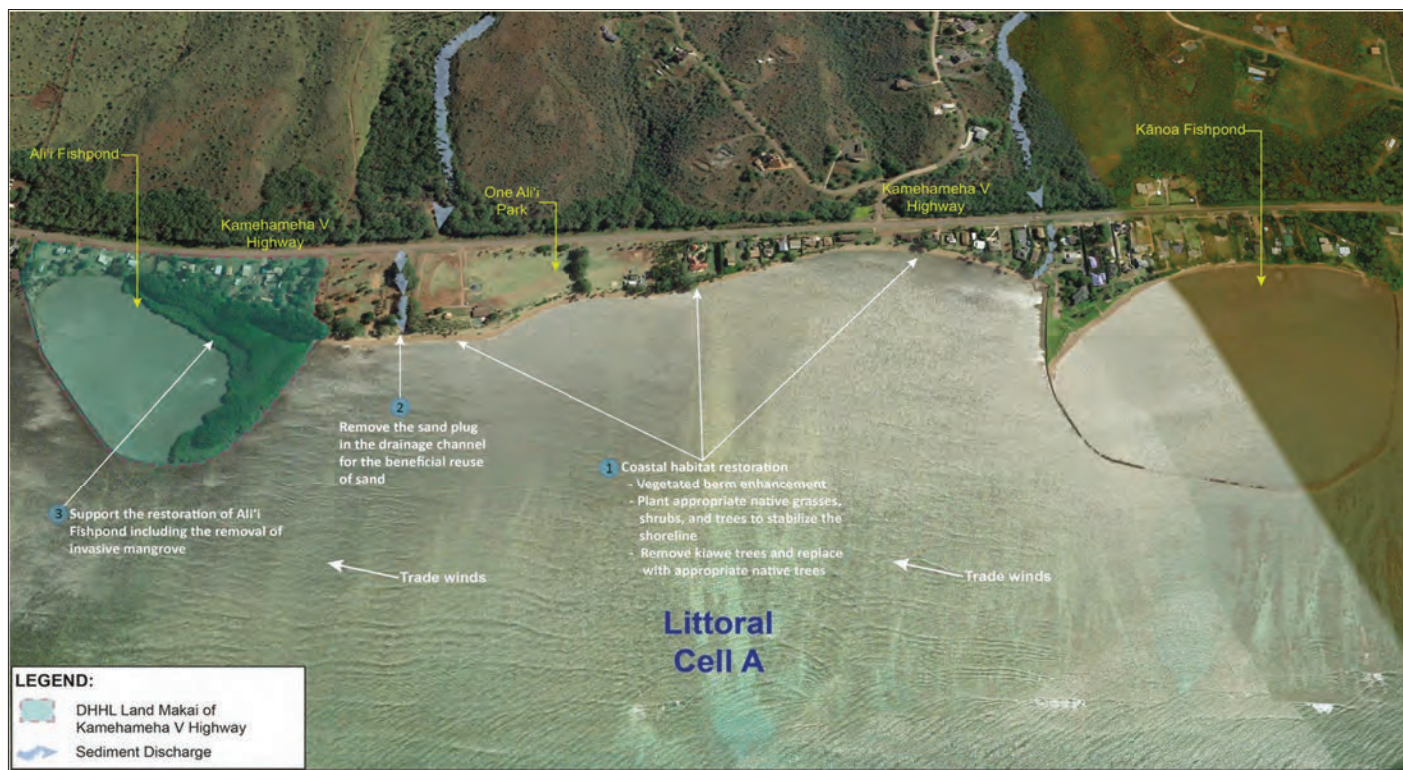 Ali'i Fishpond
One Ali'i
Park
Kānoa Fishpond
Kamehameha V
Highway
Kamehameha V
Highway
2
Remove the sand plug
in the drainage channel
for the beneficial reuse
of sand
1 Coastal habitat restoration
- Vegetated berm enhancement
- Plant appropriate native grasses,
shrubs, and trees to stabilize the
shoreline
- Remove kiawe trees and replace
with appropriate native trees
3 Support the restoration of Ali'i
Fishpond including the removal of
invasive mangrove
Trade winds
Trade winds
Littoral
Cell A
LEGEND:
DHHL Land Makai of
Kamehameha V Highway
Sediment Discharge